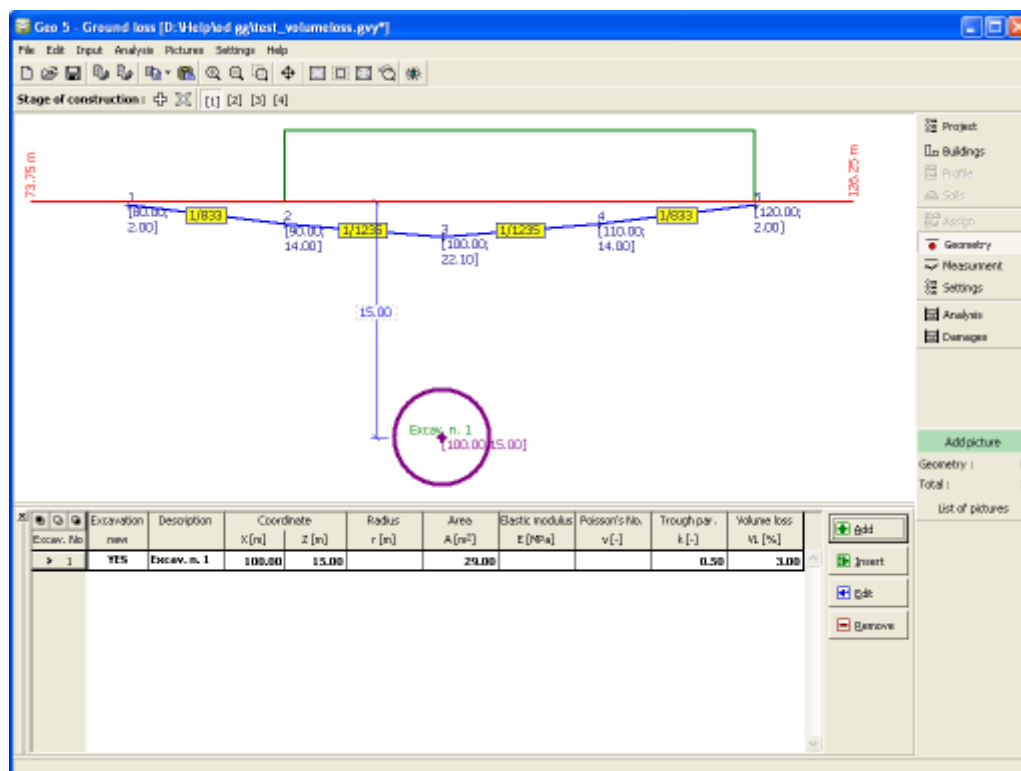 Geo 5 - Ground loss [D:\Help\od gg\test_volumeloss.gvy*]
File Edit Input Analysis Pictures Settings Help
Stage of construction : [1] [2] [3] [4]
73.75 m
126.25 m
1
[80.00;
2.00]
1/833
2
[90.00;
14.00]
1/1235
3
[100.00;
22.10]
1/1235
4
[110.00;
14.00]
1/833
5
[120.00;
2.00]
15.00
Excav. n. 1
[100.00;15.00]
Project
Buildings
Profile
Soils
Assign
Geometry
Measurment
Settings
Analysis
Damages
Add picture
Geometry :
Total :
List of pictures
Excavation Description Coordinate Radius Area Elastic modulus Poisson's No. Trough par. Volume loss
Excav. No new X [m] Z [m] r [m] A [m²] E [MPa] ν [-] k [-] VL [%]
1 YES Excav. n. 1 100.00 15.00 29.00 0.50 3.00
Add
Insert
Edit
Remove